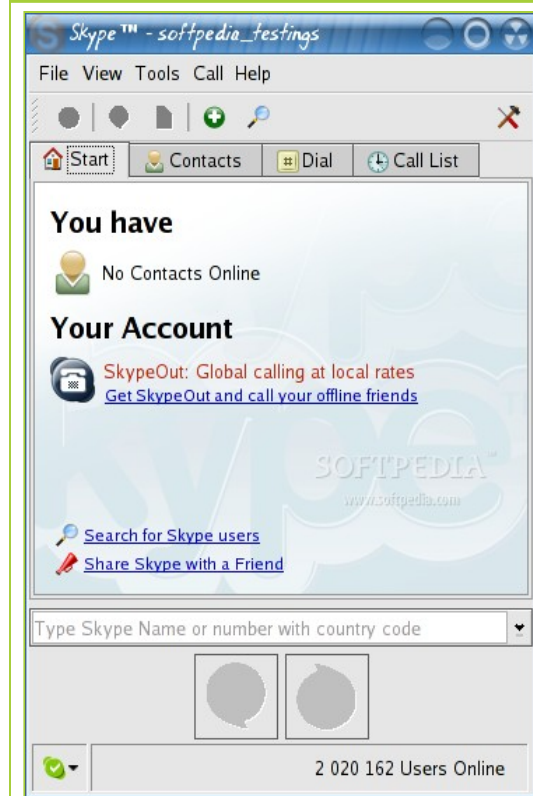 Skype™ - softpedia_testings
File View Tools Call Help
Start Contacts # Dial Call List
You have
No Contacts Online
Your Account
SkypeOut: Global calling at local rates
Get SkypeOut and call your offline friends
SOFTPEDIA™
www.softpedia.com
Search for Skype users
Share Skype with a Friend
Type Skype Name or number with country code
2 020 162 Users Online